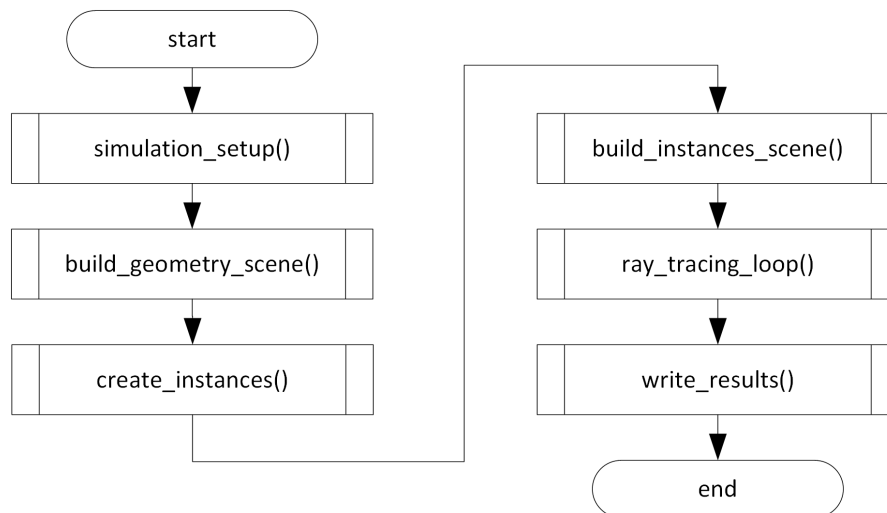 start
simulation_setup()
build_geometry_scene()
create_instances()
build_instances_scene()
ray_tracing_loop()
write_results()
end